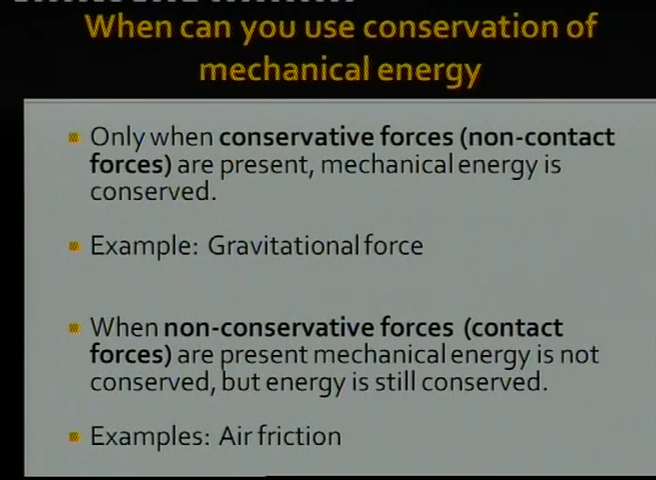 When can you use conservation of
mechanical energy
Only when conservative forces (non-contact
forces) are present, mechanical energy is
conserved.
Example: Gravitational force
When non-conservative forces (contact
forces) are present mechanical energy is not
conserved, but energy is still conserved.
Examples: Air friction